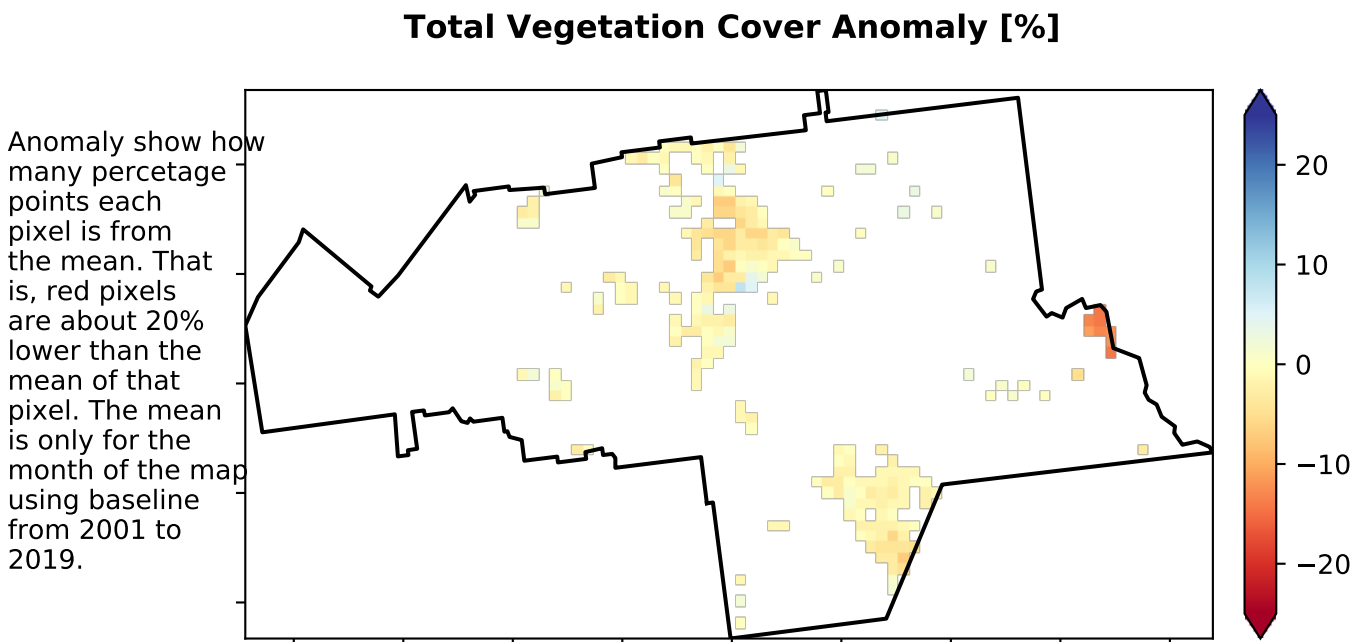 Total Vegetation Cover Anomaly [%]
Anomaly show how
many percetage
points each
pixel is from
the mean. That
is, red pixels
are about 20%
lower than the
mean of that
pixel. The mean
is only for the
month of the map
using baseline
from 2001 to
2019.
20
10
0
−10
−20